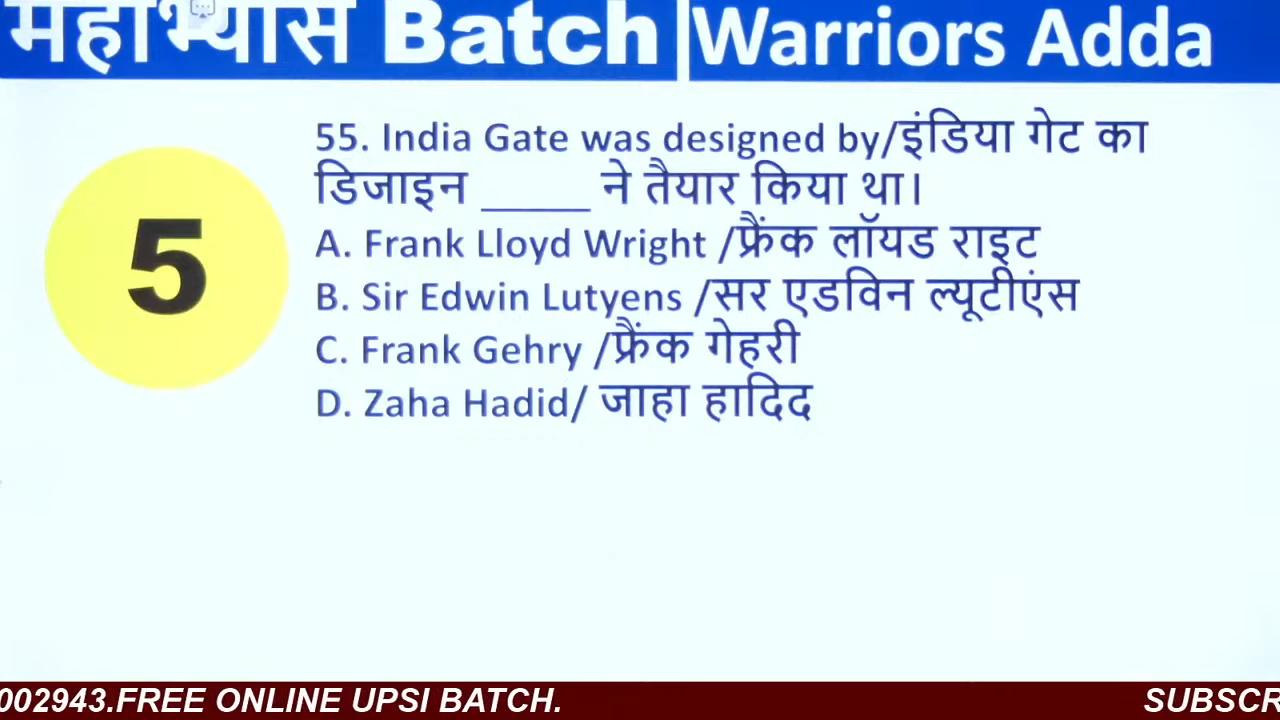 महाभ्यास Batch Warriors Adda
5
55. India Gate was designed by/इंडिया गेट का
डिजाइन _____ ने तैयार किया था।
A. Frank Lloyd Wright /फ्रैंक लॉयड राइट
B. Sir Edwin Lutyens /सर एडविन ल्यूटीएंस
C. Frank Gehry /फ्रैंक गेहरी
D. Zaha Hadid/ जाहा हादिद
002943.FREE ONLINE UPSI BATCH. SUBSCR